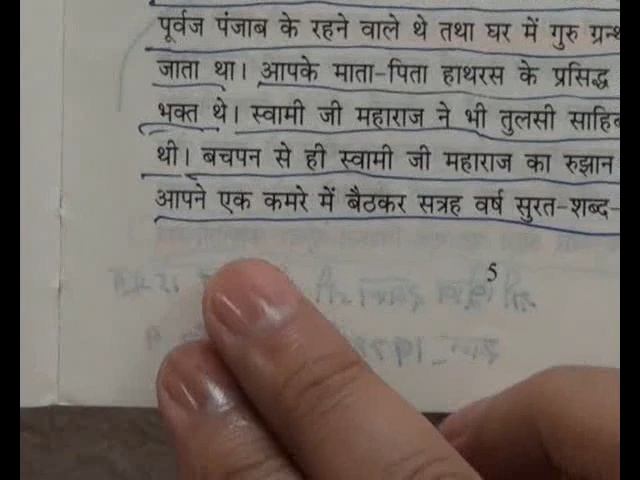 पूर्वज पंजाब के रहने वाले थे तथा घर में गुरु ग्रन्थ
जाता था। आपके माता-पिता हाथरस के प्रसिद्ध
भक्त थे। स्वामी जी महाराज ने भी तुलसी साहिब
थी। बचपन से ही स्वामी जी महाराज का रुझान
आपने एक कमरे में बैठकर सत्रह वर्ष सुरत-शब्द-
5